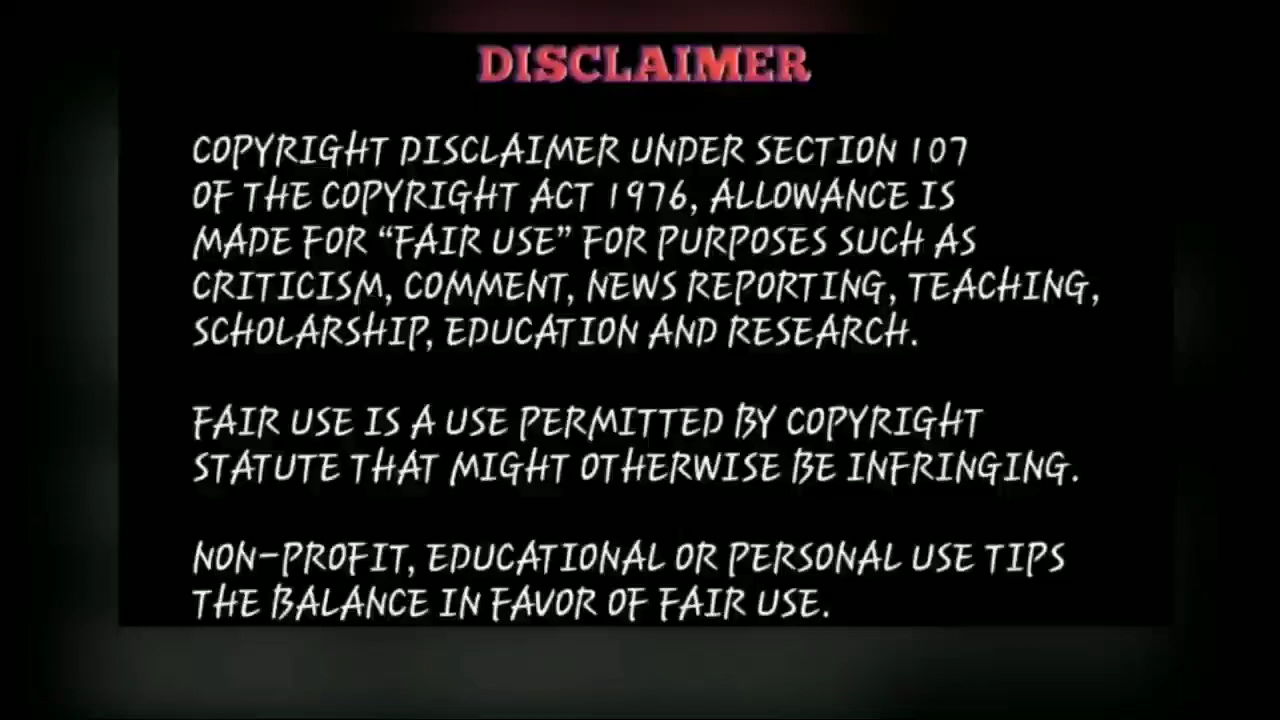 DISCLAIMER
COPYRIGHT DISCLAIMER UNDER SECTION 107
OF THE COPYRIGHT ACT 1976, ALLOWANCE IS
MADE FOR “FAIR USE” FOR PURPOSES SUCH AS
CRITICISM, COMMENT, NEWS REPORTING, TEACHING,
SCHOLARSHIP, EDUCATION AND RESEARCH.
FAIR USE IS A USE PERMITTED BY COPYRIGHT
STATUTE THAT MIGHT OTHERWISE BE INFRINGING.
NON-PROFIT, EDUCATIONAL OR PERSONAL USE TIPS
THE BALANCE IN FAVOR OF FAIR USE.